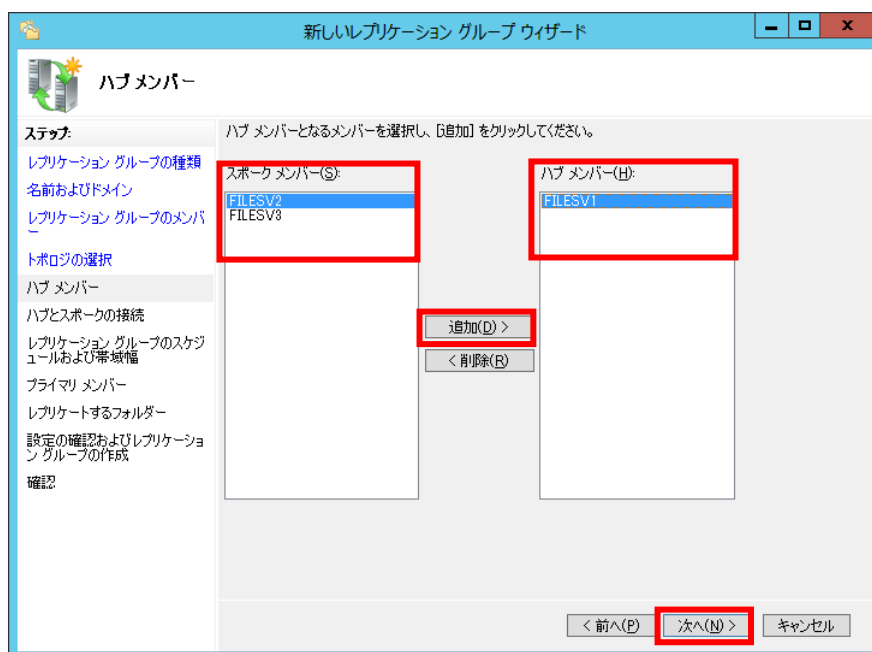 新しいレプリケーション グループ ウィザード
ハブ メンバー
ステップ:
レプリケーション グループの種類
名前およびドメイン
レプリケーション グループのメンバ
ー
トポロジの選択
ハブ メンバー
ハブとスポークの接続
レプリケーション グループのスケジ
ュールおよび帯域幅
プライマリ メンバー
レプリケートするフォルダー
設定の確認およびレプリケーショ
ン グループの作成
確認
ハブ メンバーとなるメンバーを選択し、[追加] をクリックしてください。
スポーク メンバー(S):
FILESV2
FILESV3
追加(D) >
< 削除(R)
ハブ メンバー(H):
FILESV1
< 前へ(P)
次へ(N) >
キャンセル